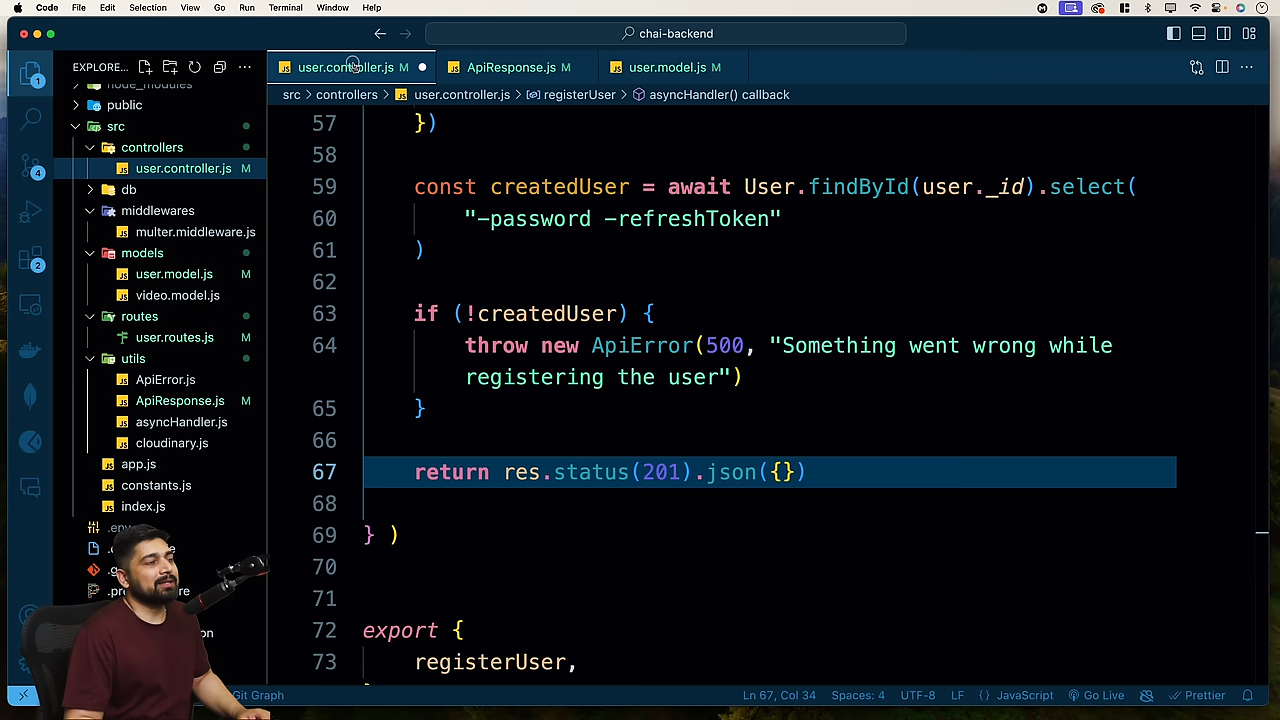 Code File Edit Selection View Go Run Terminal Window Help
chai-backend
EXPLORE...
user.controller.js M
ApiResponse.js M
user.model.js M
src > controllers > user.controller.js > registerUser > asyncHandler() callback
node_modules
public
src
controllers
user.controller.js M
db
middlewares
multer.middleware.js
models
user.model.js M
video.model.js
routes
user.routes.js M
utils
ApiError.js
ApiResponse.js M
asyncHandler.js
cloudinary.js
app.js
constants.js
index.js
1
4
2
57 })
58
59 const createdUser = await User.findById(user._id).select(
60 "-password -refreshToken"
61 )
62
63 if (!createdUser) {
64 throw new ApiError(500, "Something went wrong while
registering the user")
65 }
66
67 return res.status(201).json({})
68
69 } )
70
71
72 export {
73 registerUser,
Git Graph
Ln 67, Col 34 Spaces: 4 UTF-8 LF {} JavaScript Go Live Prettier